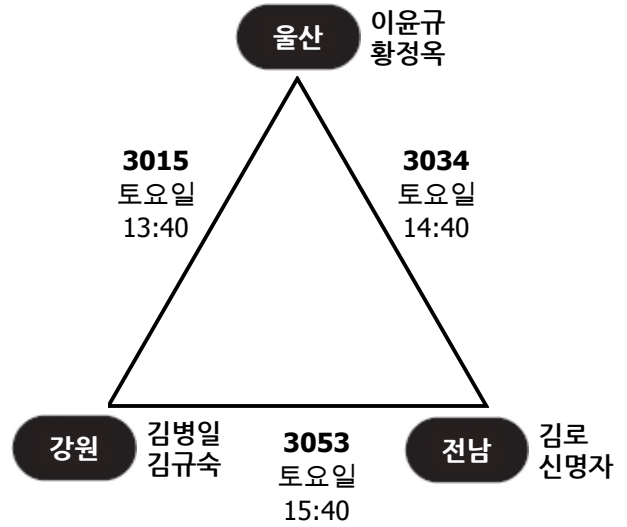 울산
이윤규
황정옥
3015
토요일
13:40
3034
토요일
14:40
강원
김병일
김규숙
3053
토요일
15:40
전남
김로
신명자